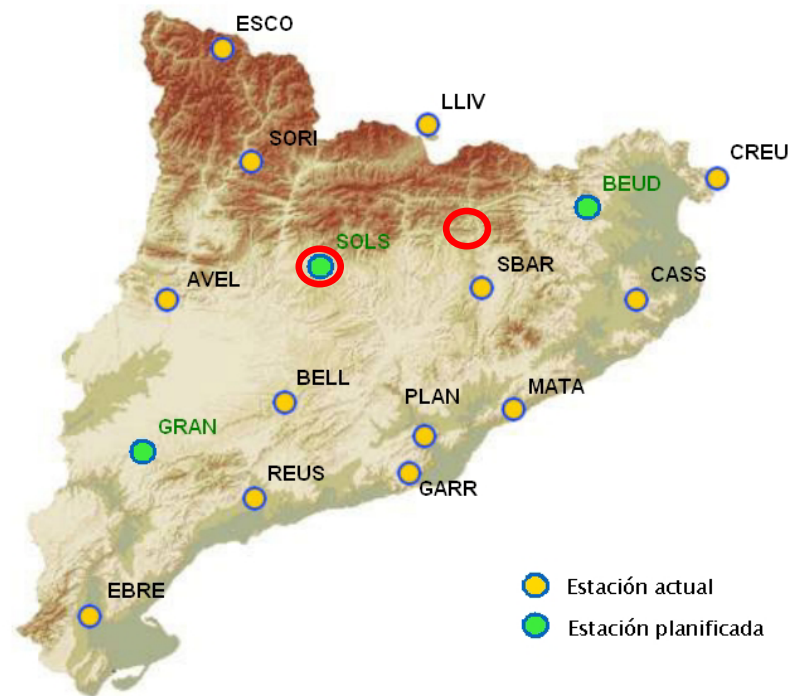 ESCO
LLIV
SORI
CREU
BEUD
SOLS
AVEL
SBAR
CASS
BELL
PLAN
MATA
GRAN
REUS
GARR
EBRE
Estación actual
Estación planificada